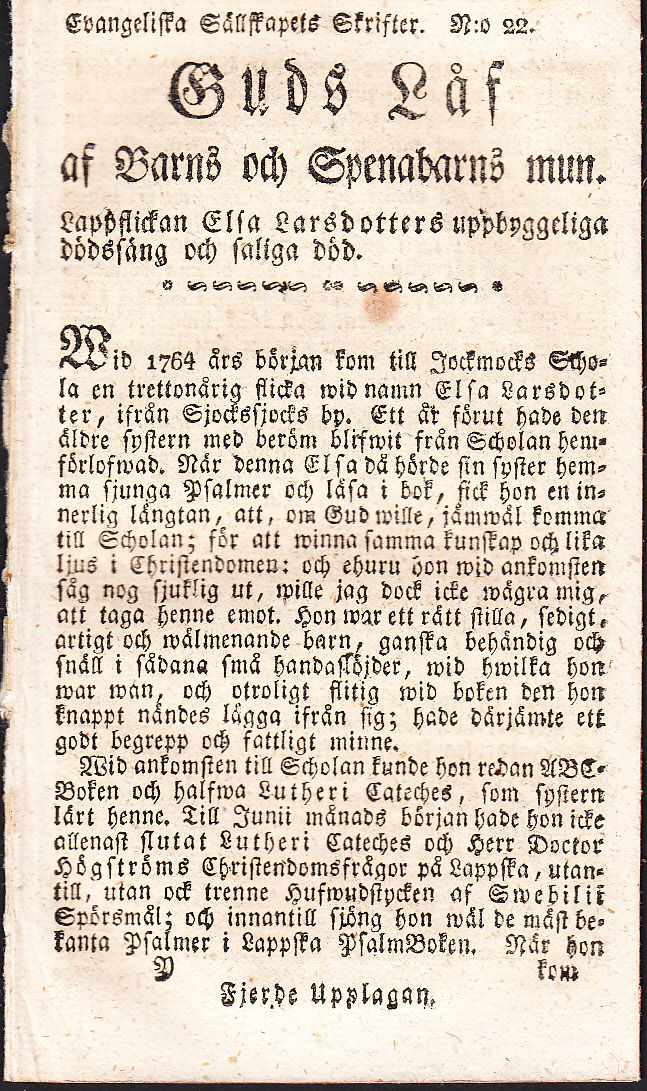 Evangeliska Sällskapets Skrifter. N:o 22.
Guds Låf
af Barns och Spenabarns mun.
Lappflickan Elsa Larsdotters uppbyggeliga
dödssäng och saliga död.
Wid 1764 års början kom till Jockmocks Scho-
la en trettonårig flicka wid namn Elsa Larsdot-
ter, ifrån Sjocksjocks by. Ett år förut hade den
äldre systern med beröm blifwit från Scholan hem-
förlofwad. När denna Elsa då hörde sin syster hem-
ma sjunga Psalmer och läsa i bok, fick hon en in-
nerlig längtan, att, om Gud wille, jämwäl komma
till Scholan; för att winna samma kunskap och lika
ljus i Christendomen: och ehuru hon wid ankomsten
såg nog sjuklig ut, wille jag dock icke wägra mig,
att taga henne emot. Hon war ett rätt stilla, sedigt,
artigt och wälmenande barn, ganska behändig och
snäll i sådana små handaslöjder, wid hwilka hon
war wan, och otroligt flitig wid boken den hon
knappt nändes lägga ifrån sig; hade därjämte ett
godt begrepp och fattligt minne.
Wid ankomsten till Scholan kunde hon redan ABC-
Boken och halfwa Lutheri Cateches, som systern
lärt henne. Till Junii månads början hade hon icke
allenast slutat Lutheri Cateches och Herr Doctor
Högströms Christendomsfrågor på Lappska, utan-
till, utan ock trenne Hufwudstycken af Swebilii
Spörsmål; och innantill sjöng hon wäl de mäst be-
kanta Psalmer i Lappska PsalmBoken. När hon
Y kom
Fjerde Upplagan.